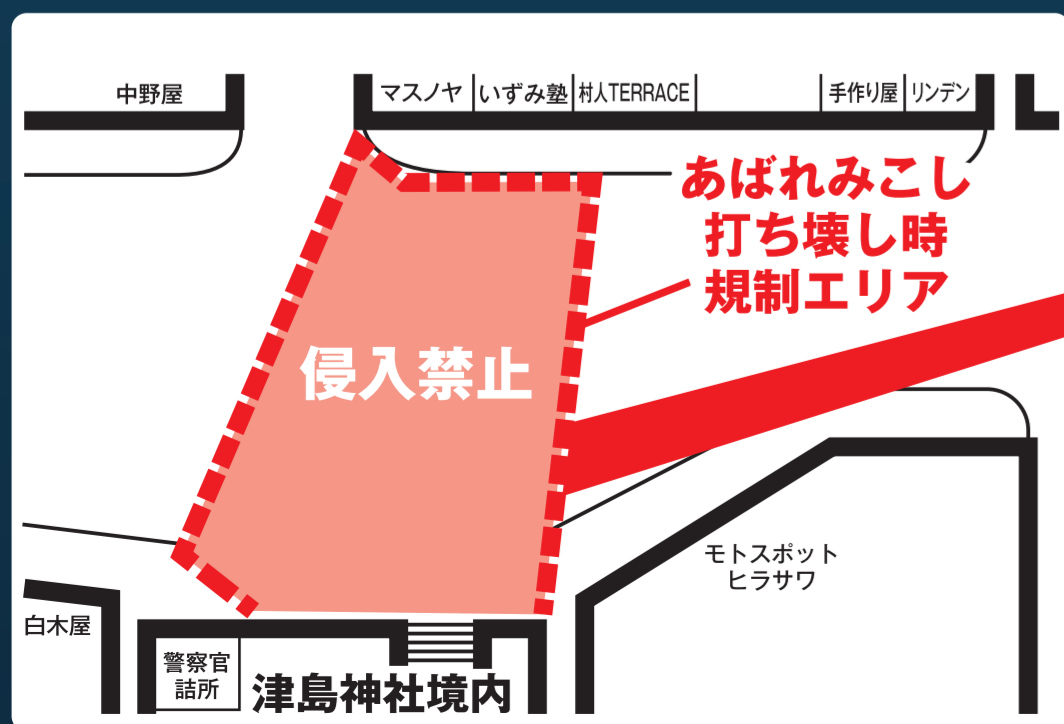 中野屋
マスノヤ
いずみ塾
村人TERRACE
手作り屋
リンデン
あばれみこし
打ち壊し時
規制エリア
侵入禁止
モトスポット
ヒラサワ
白木屋
警察官
詰所
津島神社境内